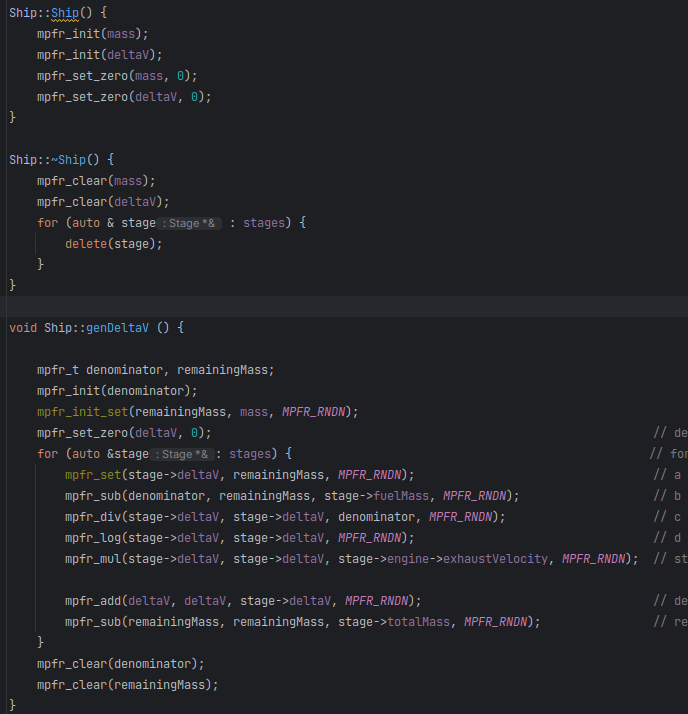 Ship::Ship() {
    mpfr_init(mass);
    mpfr_init(deltaV);
    mpfr_set_zero(mass, 0);
    mpfr_set_zero(deltaV, 0);
}
Ship::~Ship() {
    mpfr_clear(mass);
    mpfr_clear(deltaV);
    for (auto & stage : Stage *& : stages) {
        delete(stage);
    }
}
void Ship::genDeltaV () {
    mpfr_t denominator, remainingMass;
    mpfr_init(denominator);
    mpfr_init_set(remainingMass, mass, MPFR_RNDN);
    mpfr_set_zero(deltaV, 0); // de
    for (auto &stage : Stage *& : stages) { // for
        mpfr_set(stage->deltaV, remainingMass, MPFR_RNDN); // a
        mpfr_sub(denominator, remainingMass, stage->fuelMass, MPFR_RNDN); // b
        mpfr_div(stage->deltaV, stage->deltaV, denominator, MPFR_RNDN); // c
        mpfr_log(stage->deltaV, stage->deltaV, MPFR_RNDN); // d
        mpfr_mul(stage->deltaV, stage->deltaV, stage->engine->exhaustVelocity, MPFR_RNDN); // st
        mpfr_add(deltaV, deltaV, stage->deltaV, MPFR_RNDN); // de
        mpfr_sub(remainingMass, remainingMass, stage->totalMass, MPFR_RNDN); // re
    }
    mpfr_clear(denominator);
    mpfr_clear(remainingMass);
}